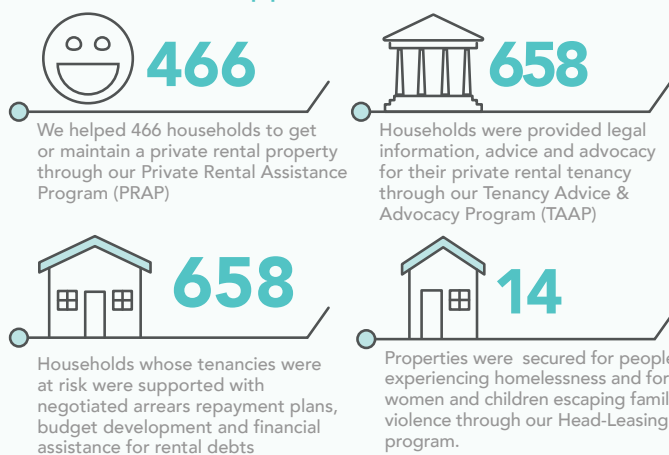 466
We helped 466 households to get
or maintain a private rental property
through our Private Rental Assistance
Program (PRAP)
658
Households were provided legal
information, advice and advocacy
for their private rental tenancy
through our Tenancy Advice &
Advocacy Program (TAAP)
658
Households whose tenancies were
at risk were supported with
negotiated arrears repayment plans,
budget development and financial
assistance for rental debts
14
Properties were secured for people
experiencing homelessness and for
women and children escaping famil
violence through our Head-Leasing
program.